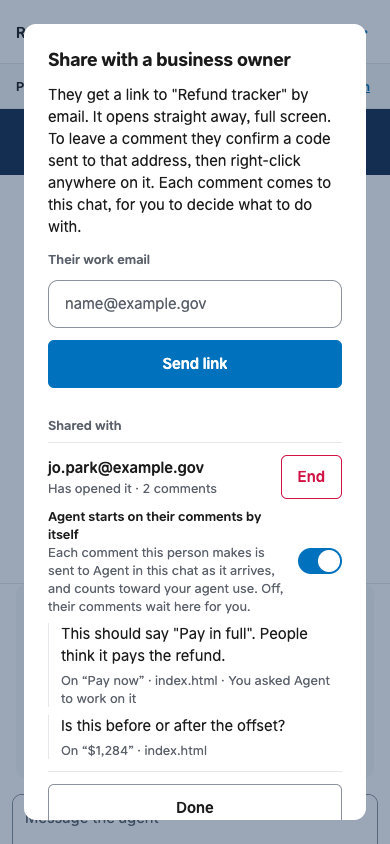 R
P
n
Share with a business owner
They get a link to "Refund tracker" by
email. It opens straight away, full screen.
To leave a comment they confirm a code
sent to that address, then right-click
anywhere on it. Each comment comes to
this chat, for you to decide what to do
with.
Their work email
name@example.gov
Send link
Shared with
jo.park@example.gov
Has opened it · 2 comments
End
Agent starts on their comments by
itself
Each comment this person makes is
sent to Agent in this chat as it arrives,
and counts toward your agent use. Off,
their comments wait here for you.
This should say "Pay in full". People
think it pays the refund.
On “Pay now” · index.html · You asked Agent
to work on it
Is this before or after the offset?
On “$1,284” · index.html
Done
Message the agent